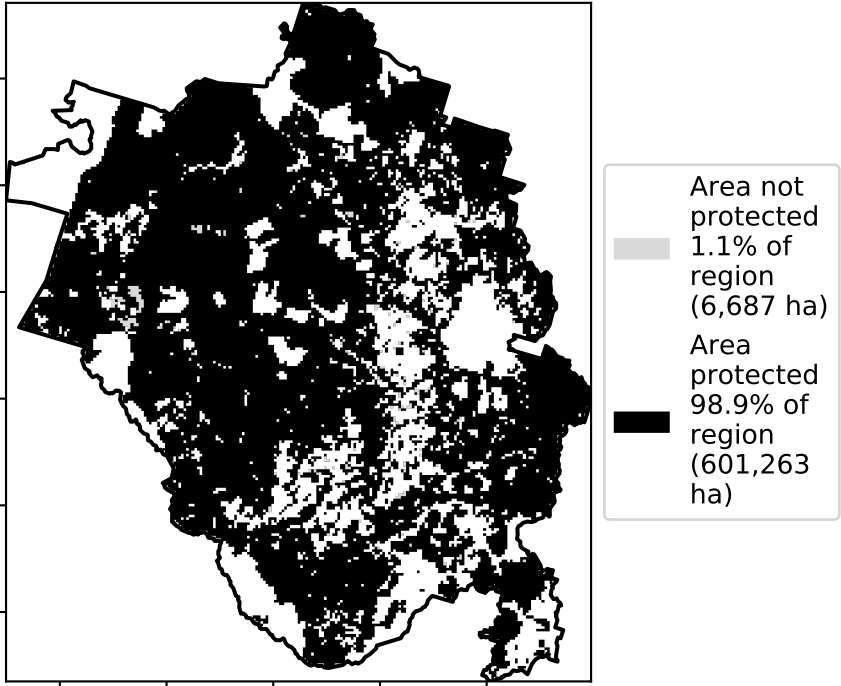 Area not
protected
1.1% of
region
(6,687 ha)
Area
protected
98.9% of
region
(601,263
ha)